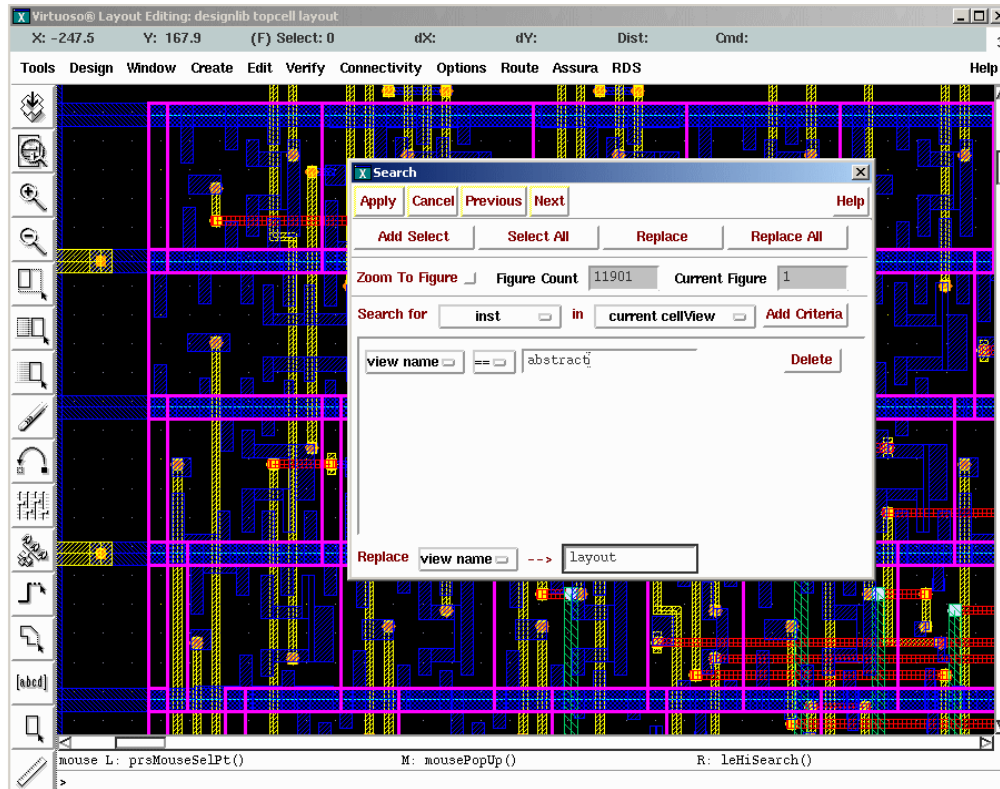 Virtuoso® Layout Editing: designlib topcell layout
X: -247.5 Y: 167.9 (F) Select: 0 dX: dY: Dist: Cmd:
Tools Design Window Create Edit Verify Connectivity Options Route Assura RDS Help
Search
Apply Cancel Previous Next Help
Add Select Select All Replace Replace All
Zoom To Figure Figure Count 11901 Current Figure 1
Search for inst in current cellView Add Criteria
view name == abstract Delete
Replace view name --> layout
[abcd]
mouse L: prsMouseSelPt() M: mousePopUp() R: leHiSearch()
>